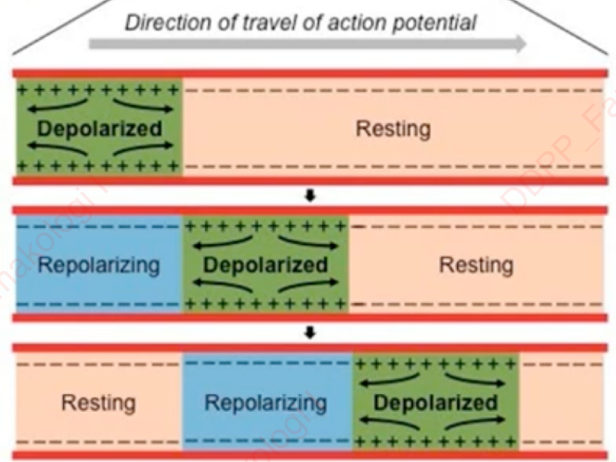 Direction of travel of action potential
+ + + + + + + + + +
Depolarized
Resting
+ + + + + + + + + +
+ + + + + + + + + +
Repolarizing
Depolarized
Resting
+ + + + + + + + + +
+ + + + + + + + + +
Resting
Repolarizing
Depolarized
+ + + + + + + + + +